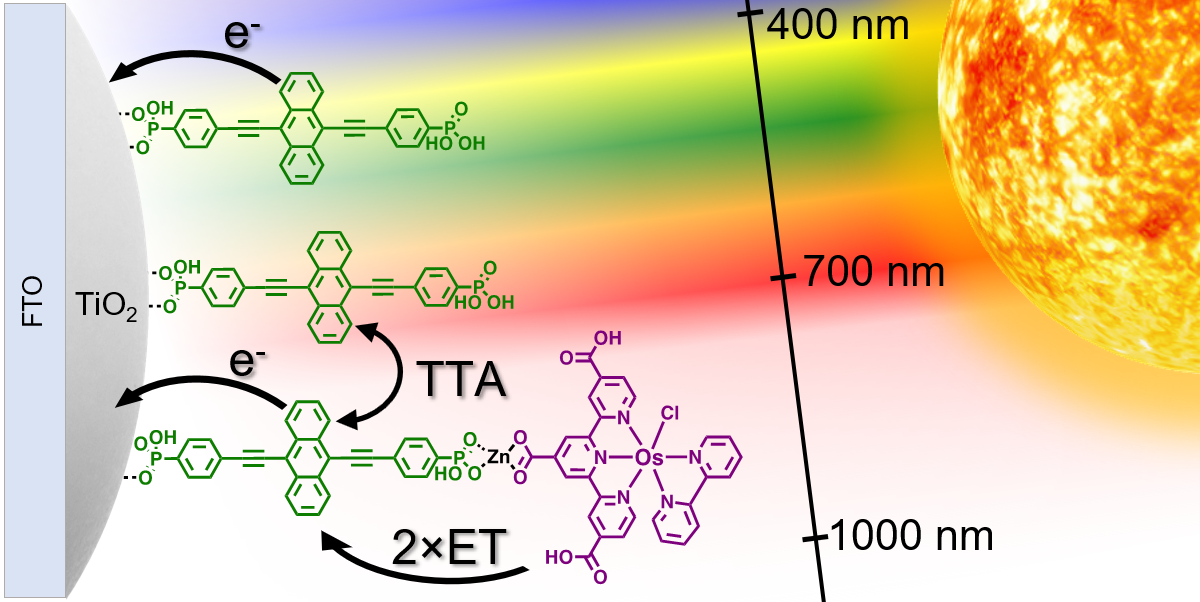 400 nm
e-
OH
O
P
O
O
P
HO OH
FTO
TiO2
700 nm
OH
O
P
O
O
P
HO OH
e-
TTA
OH
O
Cl
N
OH
O
P
O
O
P
HO
O
Zn
O
O
N
Os
N
N
N
2×ET
HO
O
1000 nm